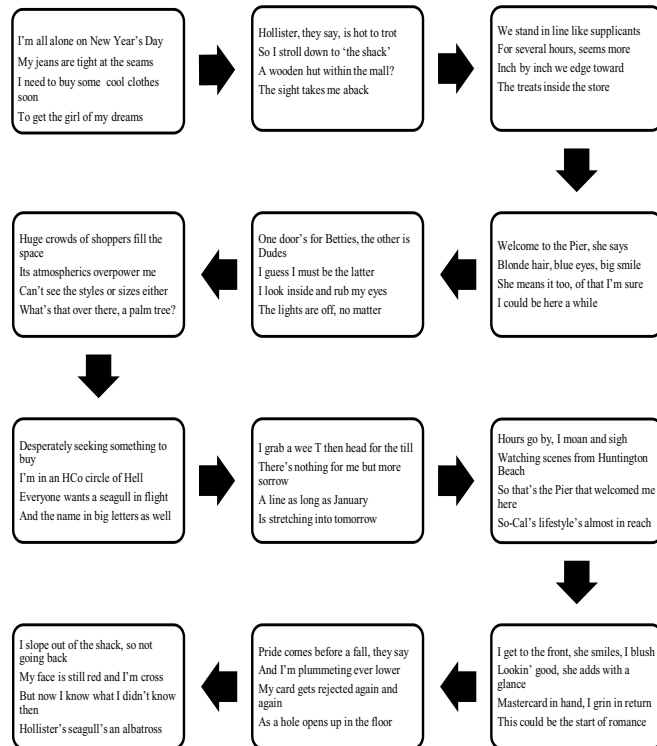 I'm all alone on New Year's Day
My jeans are tight at the seams
I need to buy some cool clothes
soon
To get the girl of my dreams
Hollister, they say, is hot to trot
So I stroll down to 'the shack'
A wooden hut within the mall?
The sight takes me aback
We stand in line like supplicants
For several hours, seems more
Inch by inch we edge toward
The treats inside the store
Welcome to the Pier, she says
Blonde hair, blue eyes, big smile
She means it too, of that I'm sure
I could be here a while
One door's for Betties, the other is
Dudes
I guess I must be the latter
I look inside and rub my eyes
The lights are off, no matter
Huge crowds of shoppers fill the
space
Its atmospherics overpower me
Can't see the styles or sizes either
What's that over there, a palm tree?
Desperately seeking something to
buy
I'm in an HCo circle of Hell
Everyone wants a seagull in flight
And the name in big letters as well
I grab a wee T then head for the till
There's nothing for me but more
sorrow
A line as long as January
Is stretching into tomorrow
Hours go by, I moan and sigh
Watching scenes from Huntington
Beach
So that's the Pier that welcomed me
here
So-Cal's lifestyle's almost in reach
I get to the front, she smiles, I blush
Lookin' good, she adds with a
glance
Mastercard in hand, I grin in return
This could be the start of romance
Pride comes before a fall, they say
And I'm plummeting ever lower
My card gets rejected again and
again
As a hole opens up in the floor
I slope out of the shack, so not
going back
My face is still red and I'm cross
But now I know what I didn't know
then
Hollister's seagull's an albatross